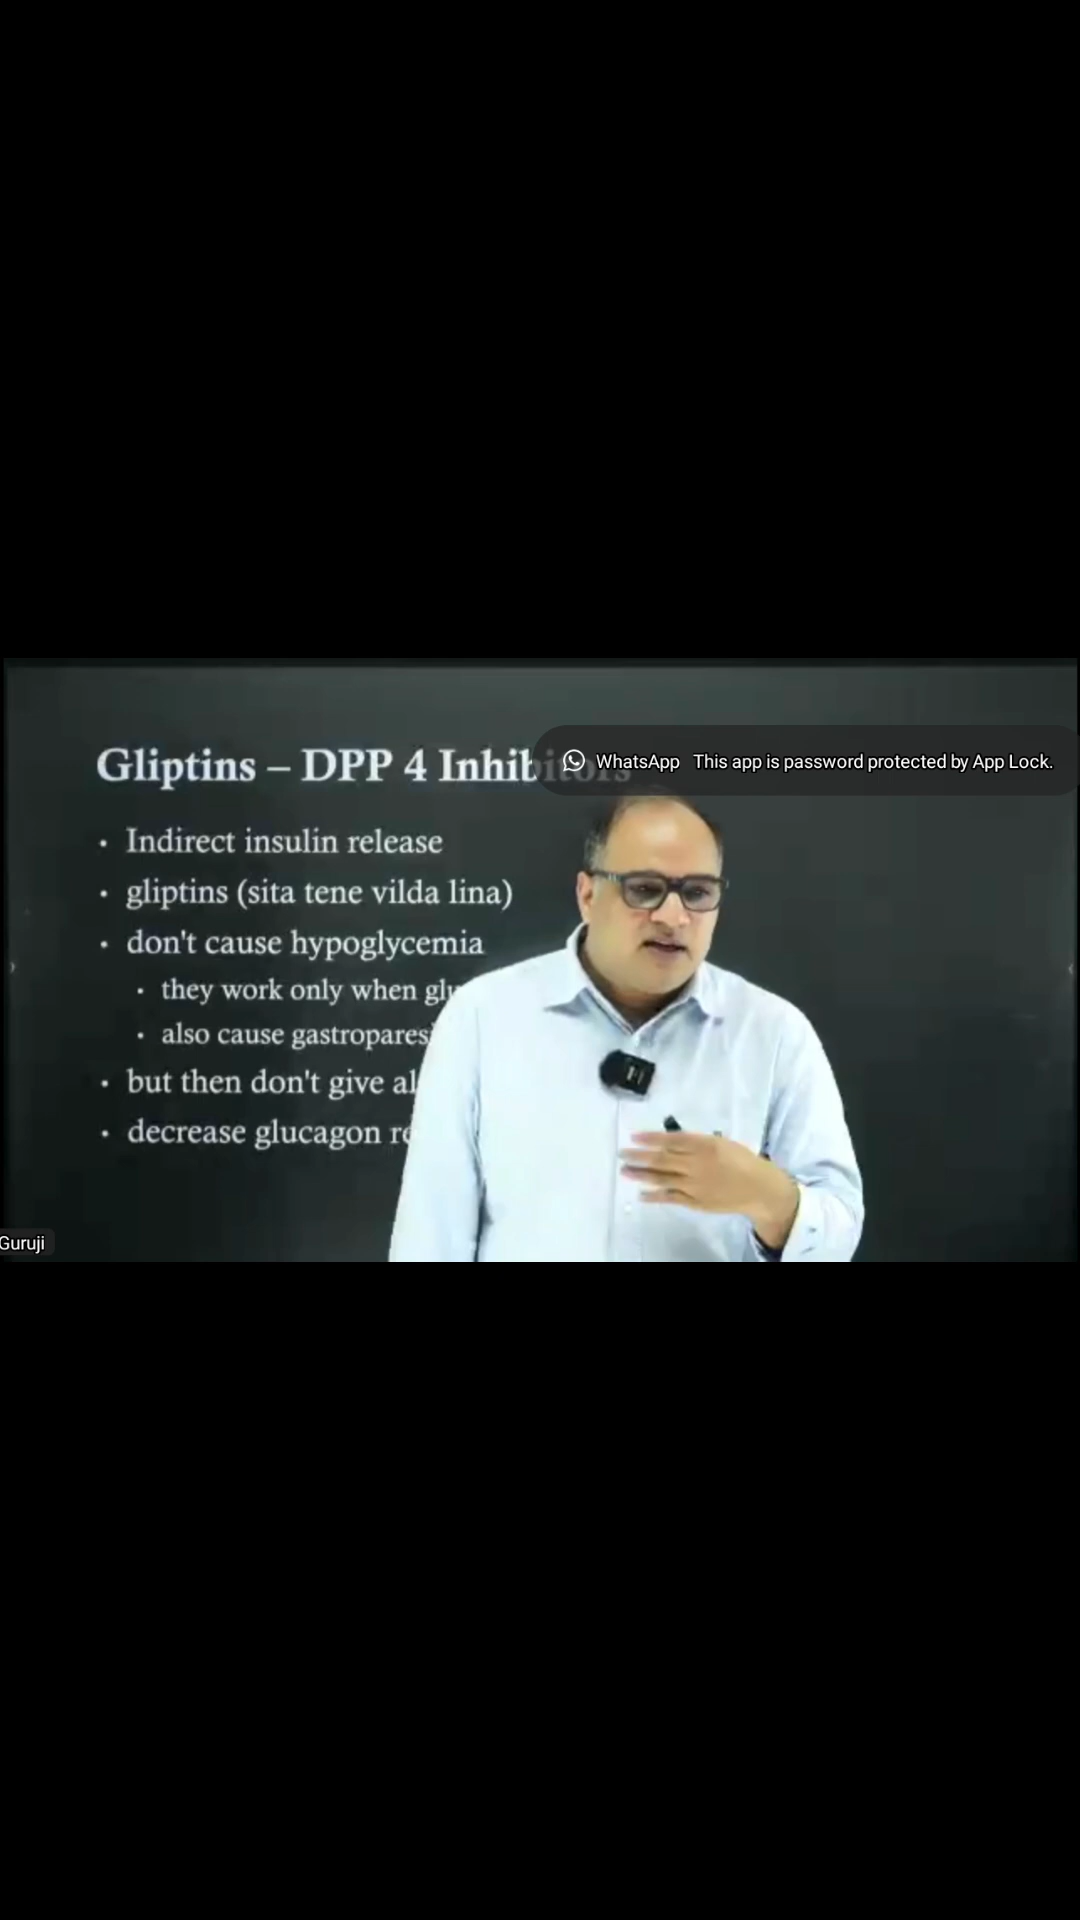 Gliptins – DPP 4 Inhibitors
WhatsApp This app is password protected by App Lock.
• Indirect insulin release
• gliptins (sita tene vilda lina)
• don't cause hypoglycemia
• they work only when
• also cause
• but then don't give
• decrease glucagon
Guruji